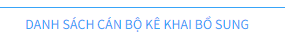 DANH SÁCH CÁN BỘ KÊ KHAI BỔ SUNG